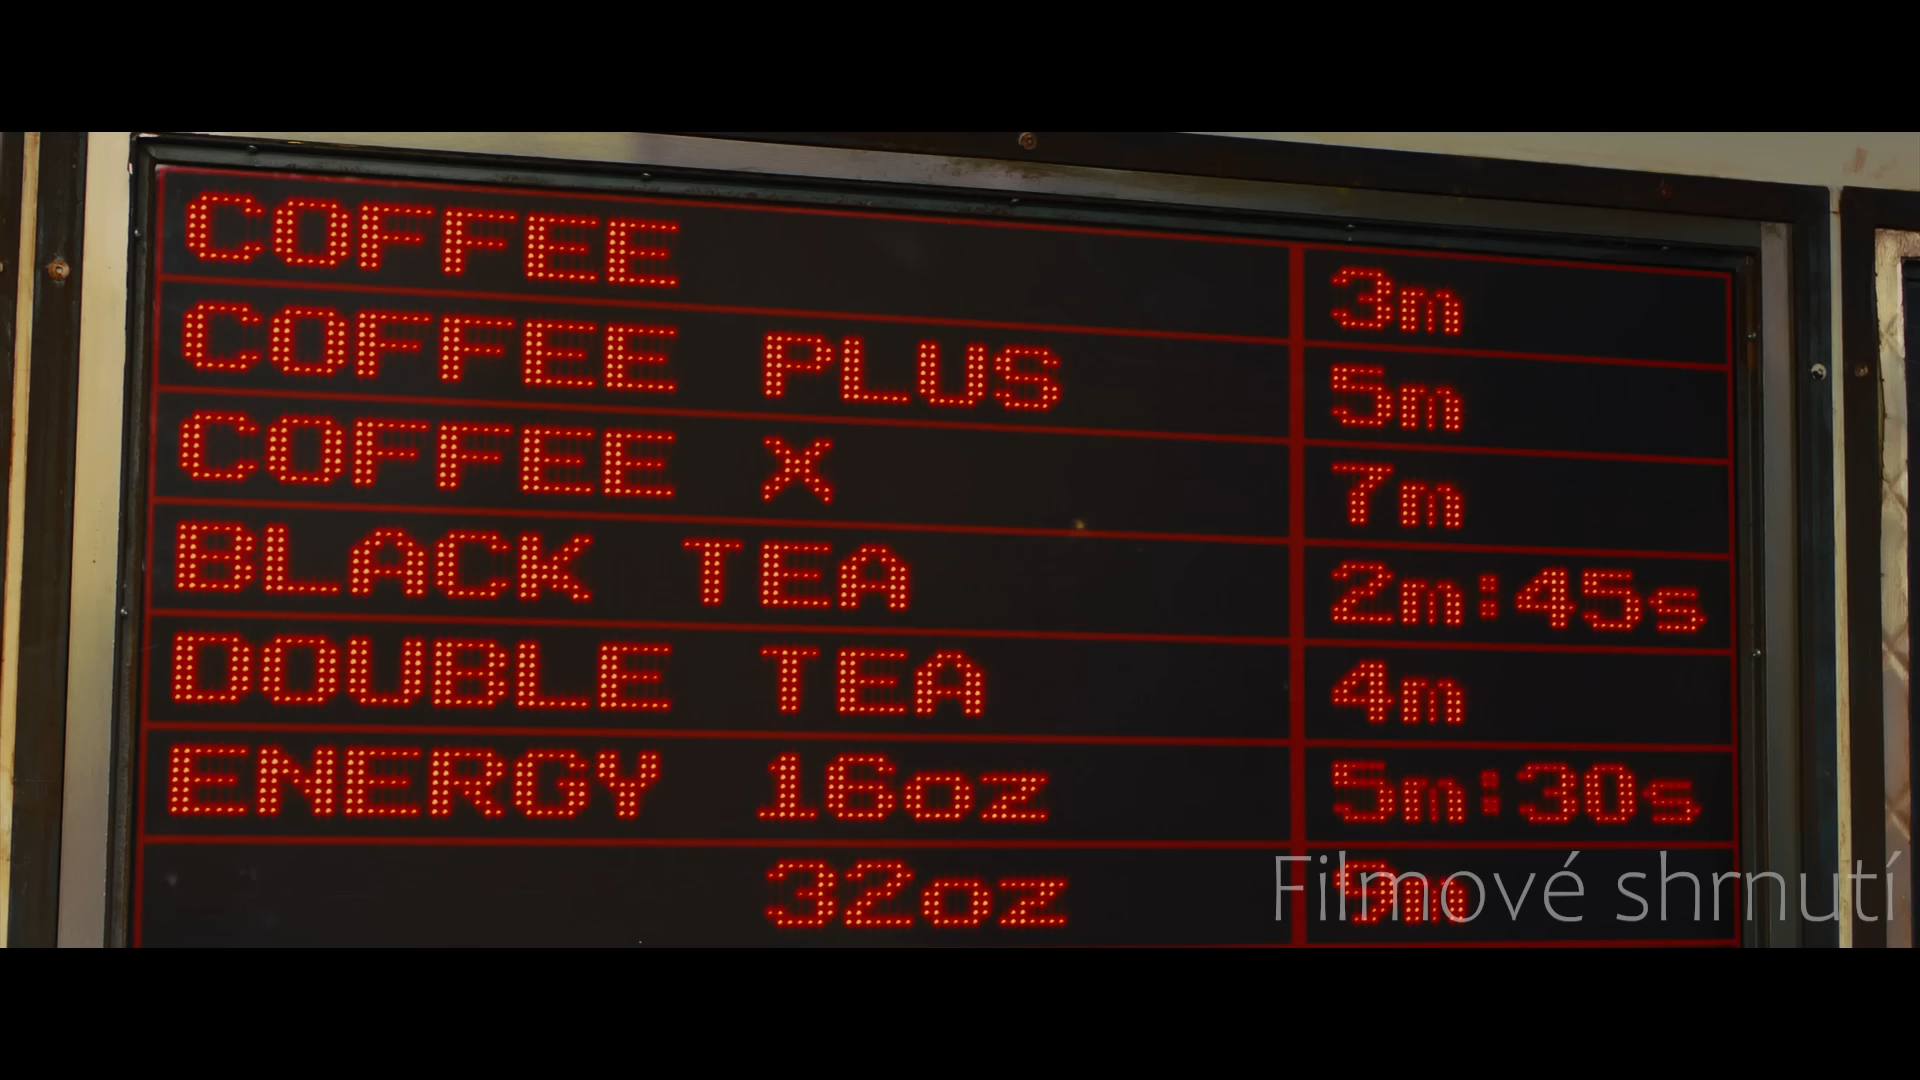 COFFEE 3m
COFFEE PLUS 5m
COFFEE X 7m
BLACK TEA 2m:45s
DOUBLE TEA 4m
ENERGY 16oz 5m:30s
32oz 9m
Filmové shrnutí